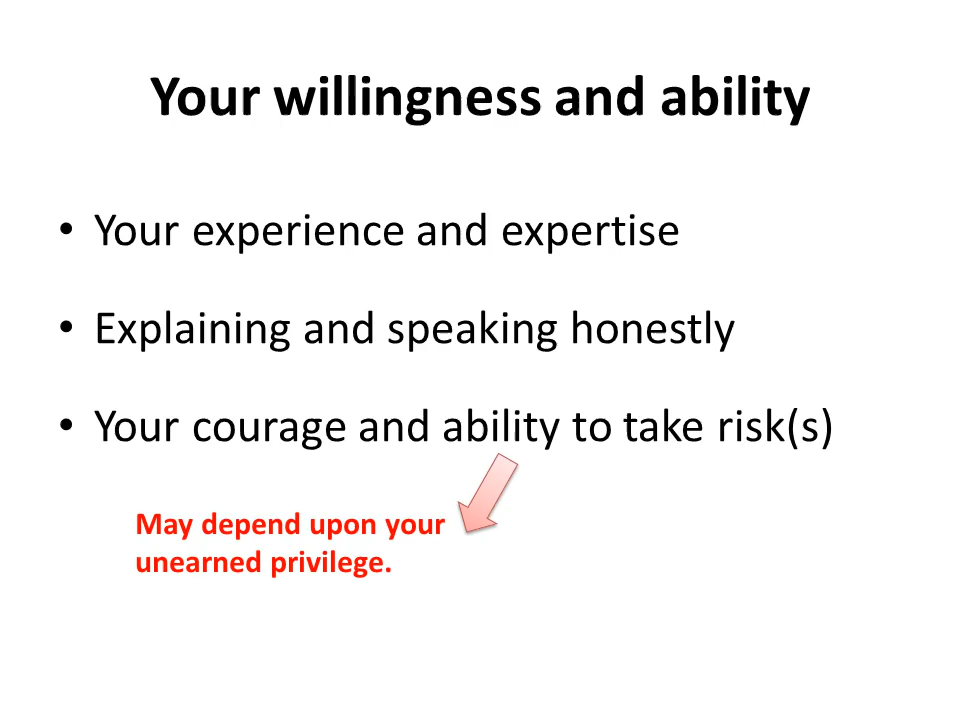 Your willingness and ability
• Your experience and expertise
• Explaining and speaking honestly
• Your courage and ability to take risk(s)
May depend upon your
unearned privilege.